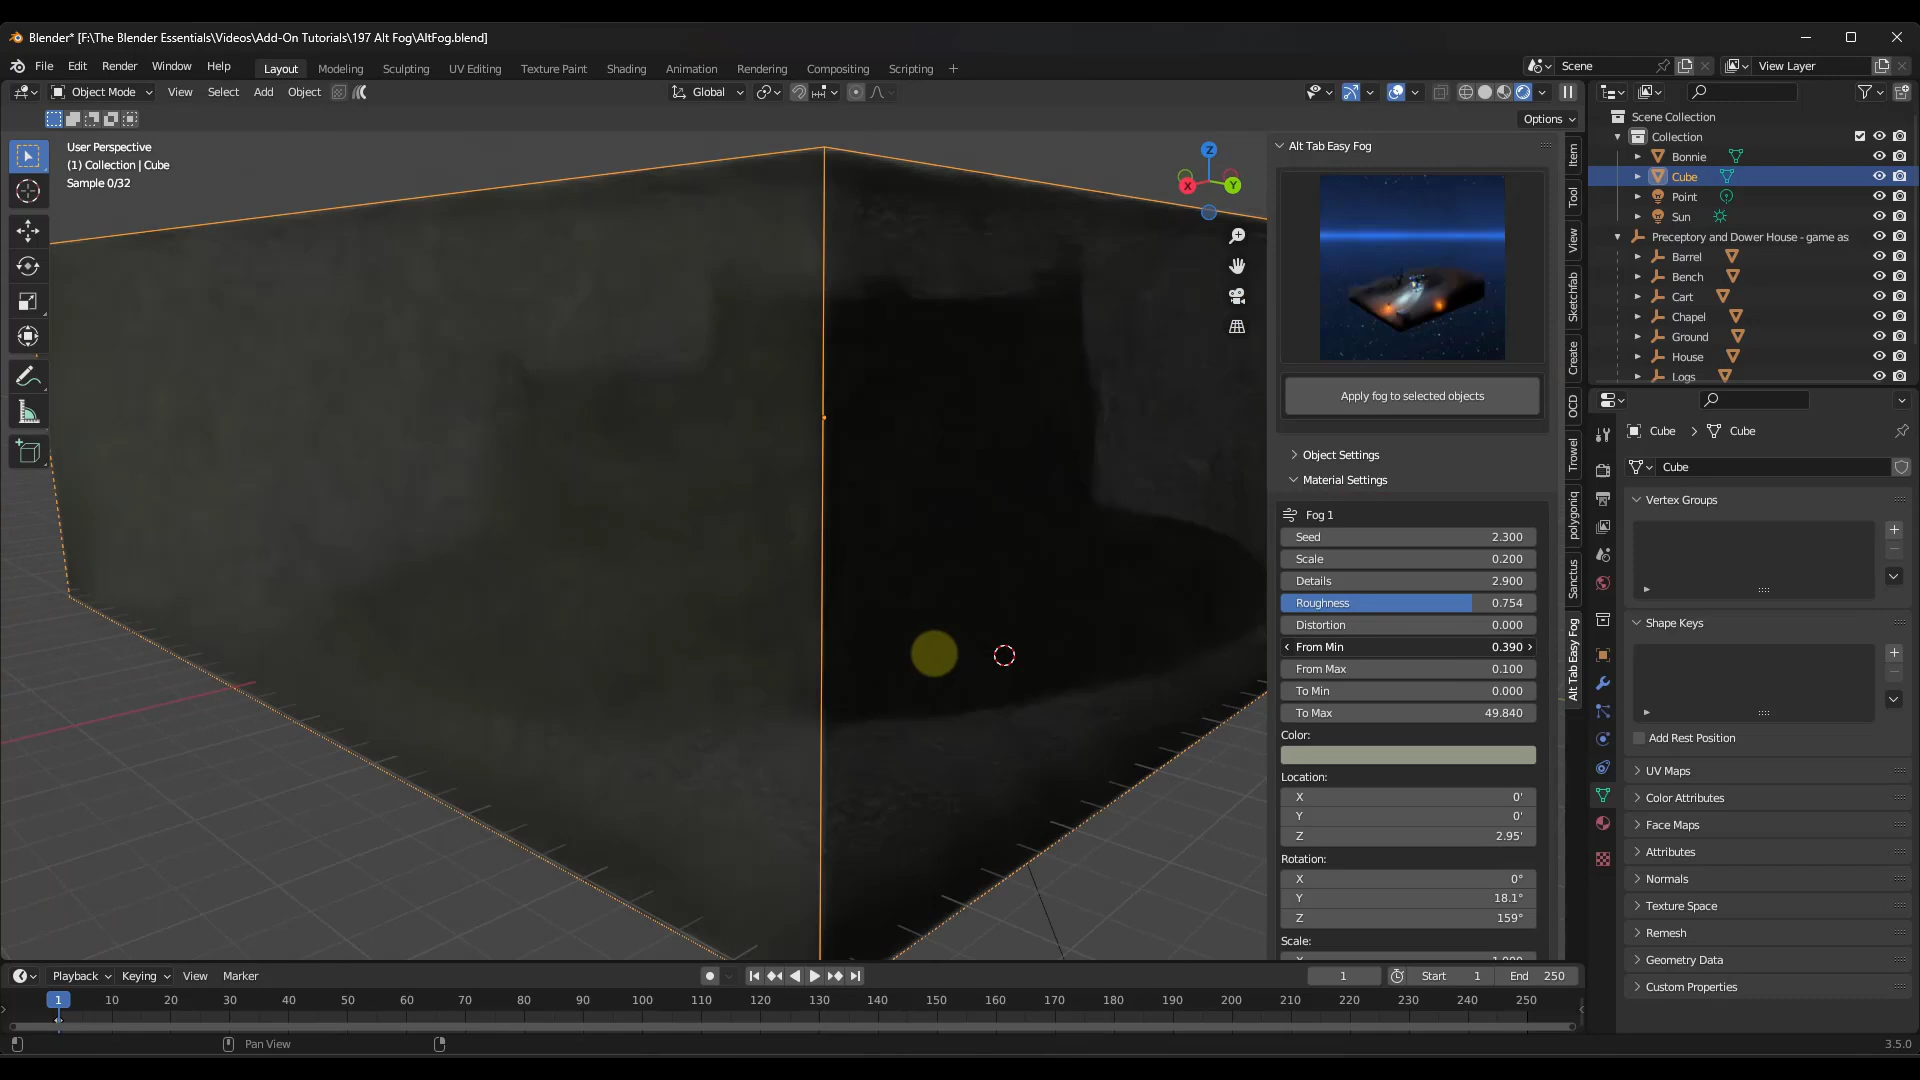 Blender* [F:\The Blender Essentials\Videos\Add-On Tutorials\197 Alt Fog\AltFog.blend]
File Edit Render Window Help
Layout Modeling Sculpting UV Editing Texture Paint Shading Animation Rendering Compositing Scripting +
Scene
View Layer
Object Mode View Select Add Object
Global
Options
User Perspective
(1) Collection | Cube
Sample 0/32
Z
X
Y
Alt Tab Easy Fog
Apply fog to selected objects
Object Settings
Material Settings
Fog 1
Seed 2.300
Scale 0.200
Details 2.900
Roughness 0.754
Distortion 0.000
From Min 0.390
From Max 0.100
To Min 0.000
To Max 49.840
Color:
Location:
X 0'
Y 0'
Z 2.95'
Rotation:
X 0°
Y 18.1°
Z 159°
Scale:
Item
Tool
View
Sketchfab
Create
OCD
Trowel
polygoniq
Sanctus
Alt Tab Easy Fog
Scene Collection
Collection
Bonnie
Cube
Point
Sun
Preceptory and Dower House - game as
Barrel
Bench
Cart
Chapel
Ground
House
Logs
Cube > Cube
Cube
Vertex Groups
Shape Keys
Add Rest Position
UV Maps
Color Attributes
Face Maps
Attributes
Normals
Texture Space
Remesh
Geometry Data
Custom Properties
Playback Keying View Marker
1 Start 1 End 250
1 10 20 30 40 50 60 70 80 90 100 110 120 130 140 150 160 170 180 190 200 210 220 230 240 250
Pan View
3.5.0